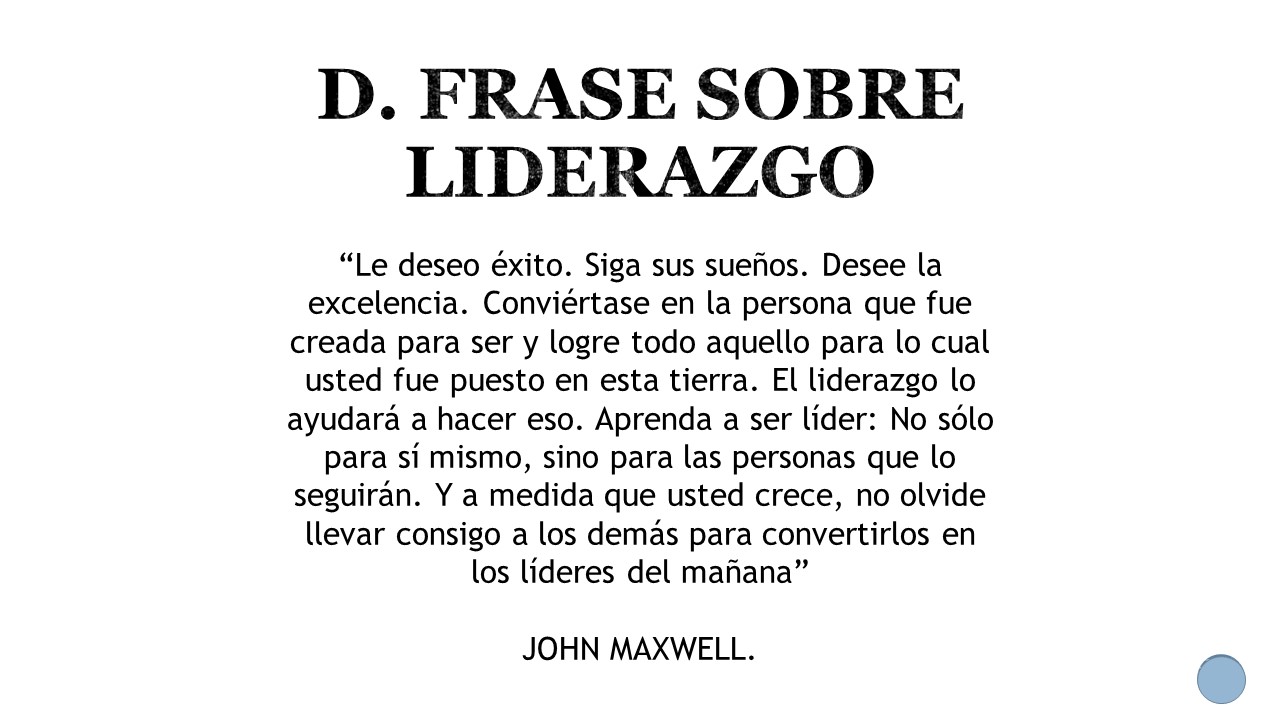 D. FRASE SOBRE
LIDERAZGO
“Le deseo éxito. Siga sus sueños. Desee la
excelencia. Conviértase en la persona que fue
creada para ser y logre todo aquello para lo cual
usted fue puesto en esta tierra. El liderazgo lo
ayudará a hacer eso. Aprenda a ser líder: No sólo
para sí mismo, sino para las personas que lo
seguirán. Y a medida que usted crece, no olvide
llevar consigo a los demás para convertirlos en
los líderes del mañana”
JOHN MAXWELL.